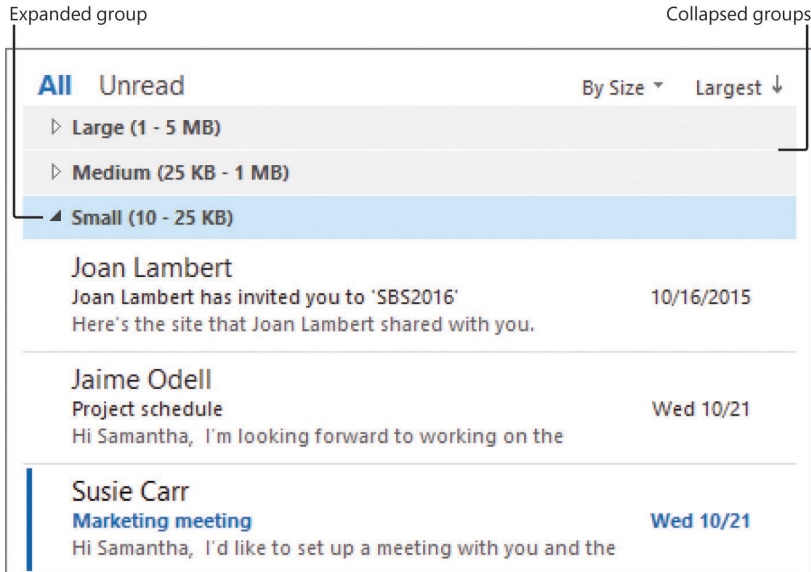 Expanded group
Collapsed groups
All Unread By Size Largest
Large (1 - 5 MB)
Medium (25 KB - 1 MB)
Small (10 - 25 KB)
Joan Lambert
Joan Lambert has invited you to 'SBS2016' 10/16/2015
Here's the site that Joan Lambert shared with you.
Jaime Odell
Project schedule Wed 10/21
Hi Samantha, I'm looking forward to working on the
Susie Carr
Marketing meeting Wed 10/21
Hi Samantha, I'd like to set up a meeting with you and the